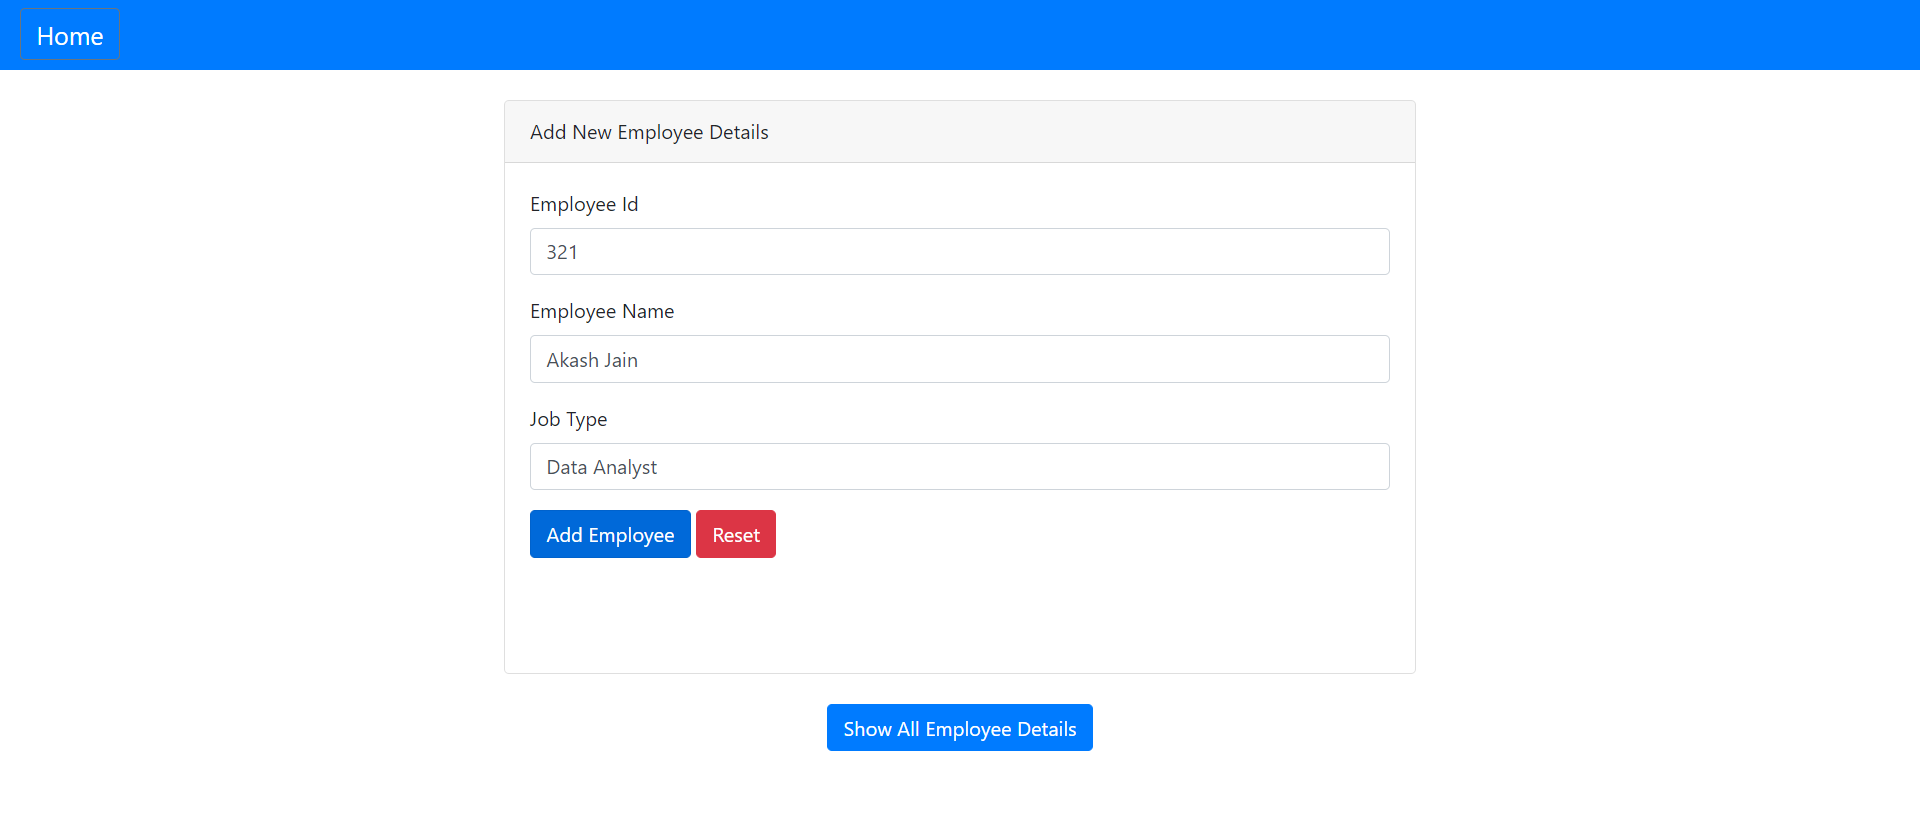 Home
Add New Employee Details
Employee Id
321
Employee Name
Akash Jain
Job Type
Data Analyst
Add Employee Reset
Show All Employee Details